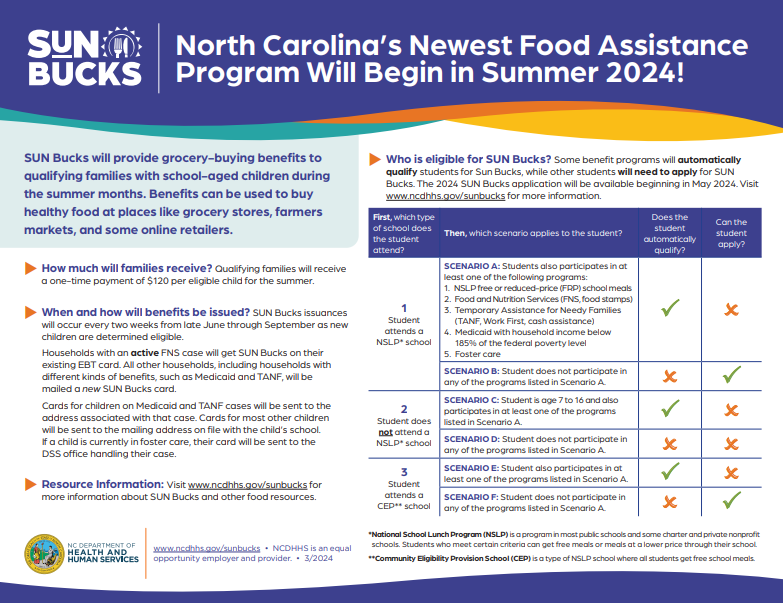 SUN
BUCKS
North Carolina's Newest Food Assistance
Program Will Begin in Summer 2024!
SUN Bucks will provide grocery-buying benefits to
qualifying families with school-aged children during
the summer months. Benefits can be used to buy
healthy food at places like grocery stores, farmers
markets, and some online retailers.
How much will families receive? Qualifying families will receive
a one-time payment of $120 per eligible child for the summer.
When and how will benefits be issued? SUN Bucks issuances
will occur every two weeks from late June through September as new
children are determined eligible.
Households with an active FNS case will get SUN Bucks on their
existing EBT card. All other households, including households with
different kinds of benefits, such as Medicaid and TANF, will be
mailed a new SUN Bucks card.
Cards for children on Medicaid and TANF cases will be sent to the
address associated with that case. Cards for most other children
will be sent to the mailing address on file with the child's school.
If a child is currently in foster care, their card will be sent to the
DSS office handling their case.
Resource Information: Visit www.ncdhhs.gov/sunbucks for
more information about SUN Bucks and other food resources.
Who is eligible for SUN Bucks? Some benefit programs will automatically
qualify students for Sun Bucks, while other students will need to apply for SUN
Bucks. The 2024 SUN Bucks application will be available beginning in May 2024. Visit
www.ncdhhs.gov/sunbucks for more information.
First, which type
of school does
the student
attend?
Then, which scenario applies to the student?
Does the
student
automatically
qualify?
Can the
student
apply?
1
Student
attends a
NSLP* school
SCENARIO A: Students also participates in at
least one of the following programs:
1. NSLP free or reduced-price (FRP) school meals
2. Food and Nutrition Services (FNS, food stamps)
3. Temporary Assistance for Needy Families
(TANF, Work First, cash assistance)
4. Medicaid with household income below
185% of the federal poverty level
5. Foster care
SCENARIO B: Student does not participate in
any of the programs listed in Scenario A.
2
Student does
not attend a
NSLP* school
SCENARIO C: Student is age 7 to 16 and also
participates in at least one of the programs
listed in Scenario A.
SCENARIO D: Student does not participate in
any of the programs listed in Scenario A.
3
Student
attends a
CEP** school
SCENARIO E: Student also participates in at
least one of the programs listed in Scenario A.
SCENARIO F: Student does not participate in
any of the programs listed in Scenario A.
NC DEPARTMENT OF
HEALTH AND
HUMAN SERVICES
www.ncdhhs.gov/sunbucks • NCDHHS is an equal
opportunity employer and provider. • 3/2024
*National School Lunch Program (NSLP) is a program in most public schools and some charter and private nonprofit
schools. Students who meet certain criteria can get free meals or meals at a lower price through their school.
**Community Eligibility Provision School (CEP) is a type of NSLP school where all students get free school meals.